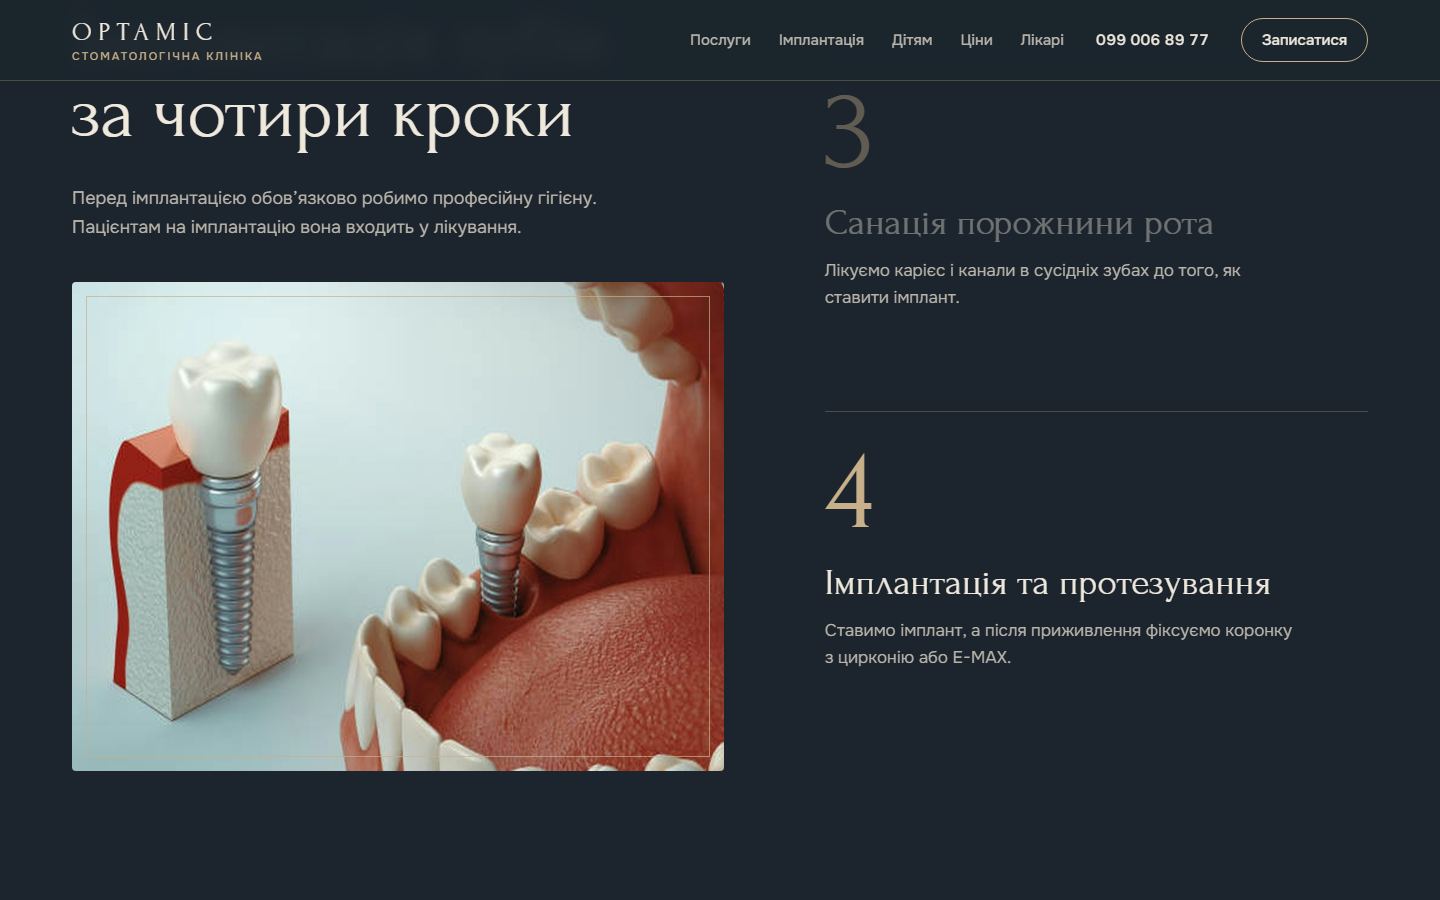 ОРТАМІС
СТОМАТОЛОГІЧНА КЛІНІКА
Послуги
Імплантація
Дітям
Ціни
Лікарі
099 006 89 77
Записатися
за чотири кроки
Перед імплантацією обов’язково робимо професійну гігієну.
Пацієнтам на імплантацію вона входить у лікування.
3
Санація порожнини рота
Лікуємо карієс і канали в сусідніх зубах до того, як
ставити імплант.
4
Імплантація та протезування
Ставимо імплант, а після приживлення фіксуємо коронку
з цирконію або E-MAX.